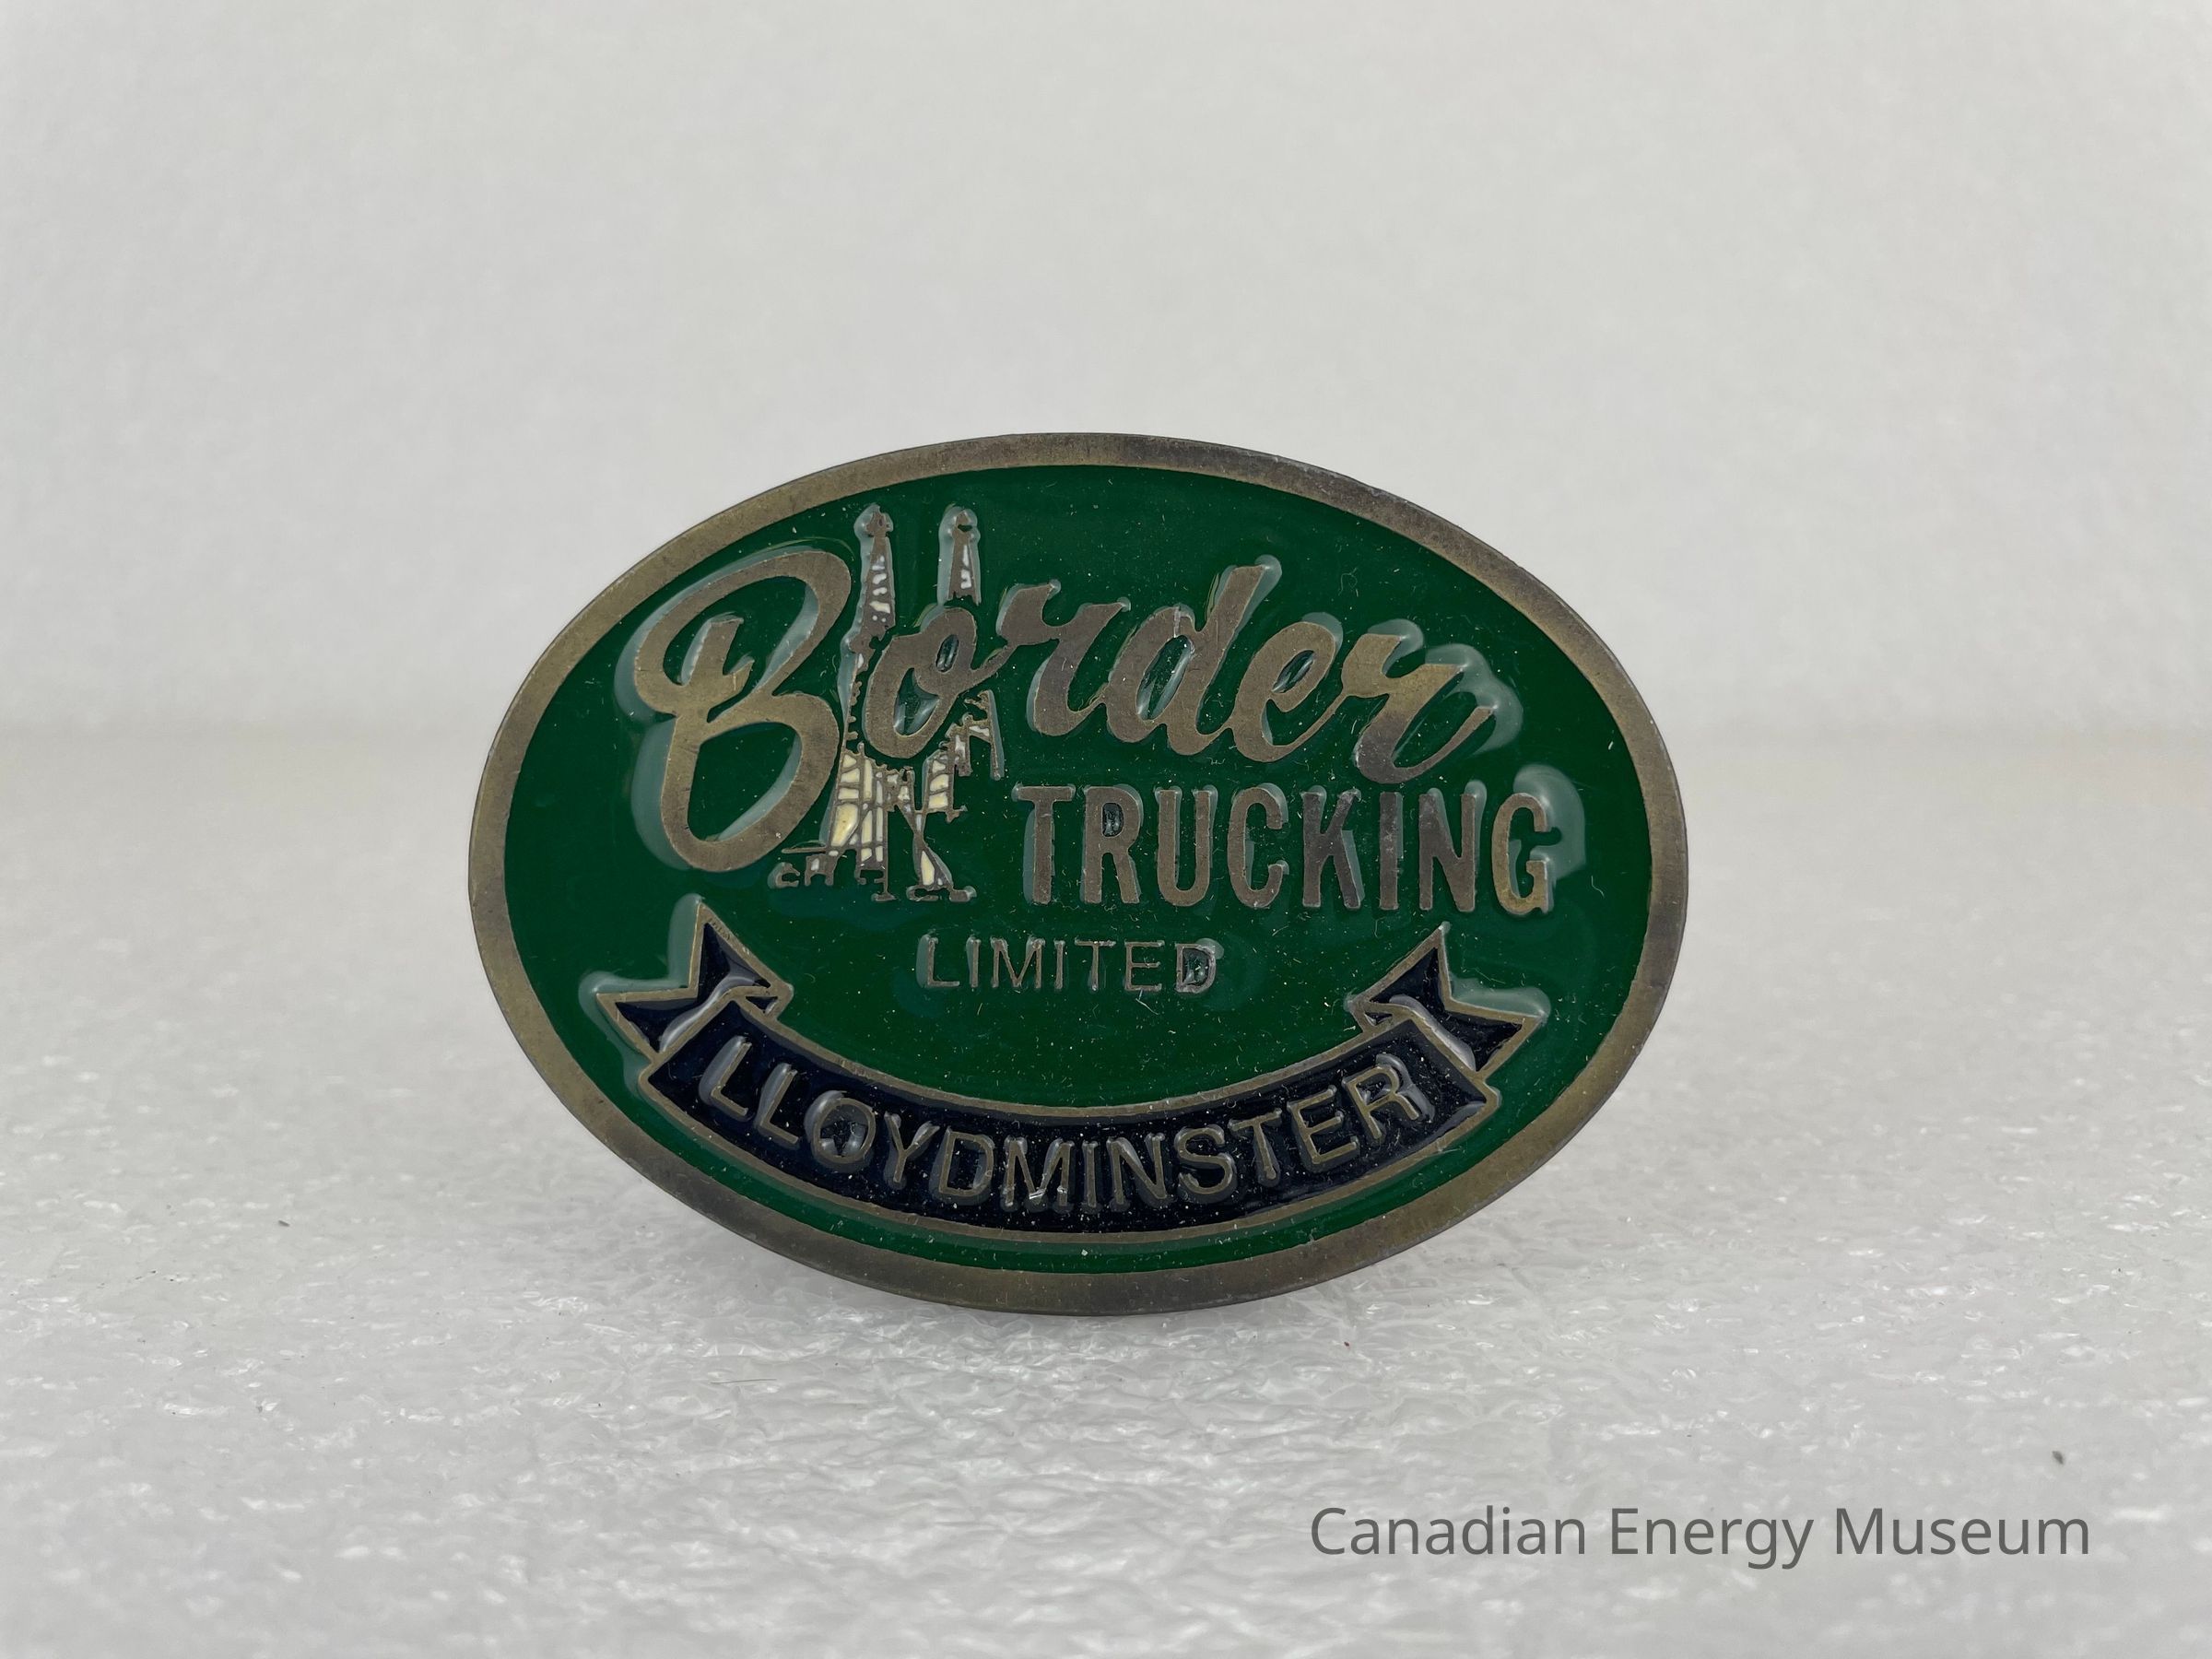 Border
TRUCKING
LIMITED
LLOYDMINSTER
Canadian Energy Museum